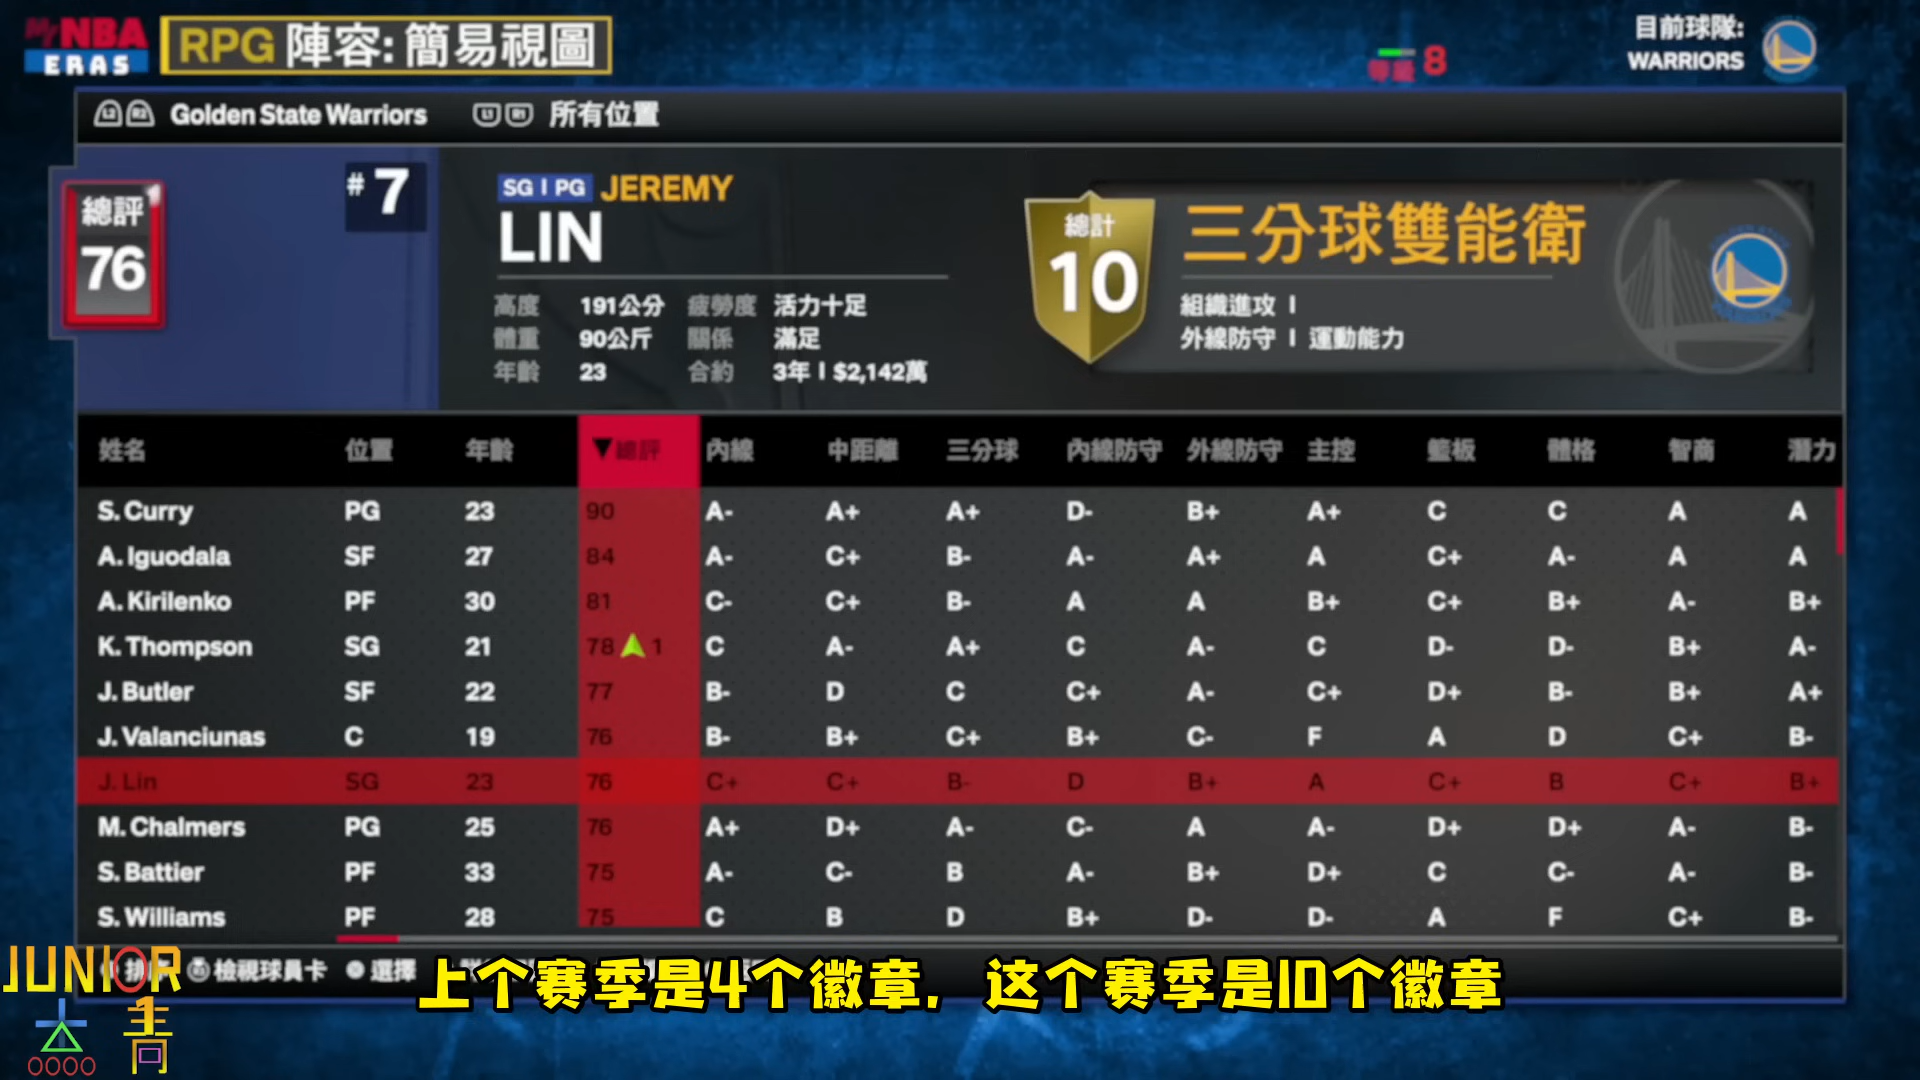 MyNBA ERAS
RPG 陣容: 簡易視圖
等級 8
目前球隊:
WARRIORS
L2 R2 Golden State Warriors L1 R1 所有位置
總評 76
1
#7
SG | PG JEREMY
LIN
高度 191公分 疲勞度 活力十足
體重 90公斤 關係 滿足
年齡 23 合約 3年 | $2,142萬
總計
10
三分球雙能衛
組織進攻 |
外線防守 | 運動能力
姓名 位置 年齡 ▼總評 內線 中距離 三分球 內線防守 外線防守 主控 籃板 體格 智商 潛力
S. Curry PG 23 90 A- A+ A+ D- B+ A+ C C A A
A. Iguodala SF 27 84 A- C+ B- A- A+ A C+ A- A A
A. Kirilenko PF 30 81 C- C+ B- A A B+ C+ B+ A- B+
K. Thompson SG 21 78 ▲ 1 C A- A+ C A- C D- D- B+ A-
J. Butler SF 22 77 B- D C C+ A- C+ D+ B- B+ A+
J. Valanciunas C 19 76 B- B+ C+ B+ C- F A D C+ B-
J. Lin SG 23 76 C+ C+ B- D B+ A C+ B C+ B+
M. Chalmers PG 25 76 A+ D+ A- C- A A- D+ D+ A- B-
S. Battier PF 33 75 A- C- B A- B+ D+ C C- A- B-
S. Williams PF 28 75 C B D B+ D- D- A F C+ B-
檢視球員卡 選擇
上个赛季是4个徽章，这个赛季是10个徽章
JUNIOR